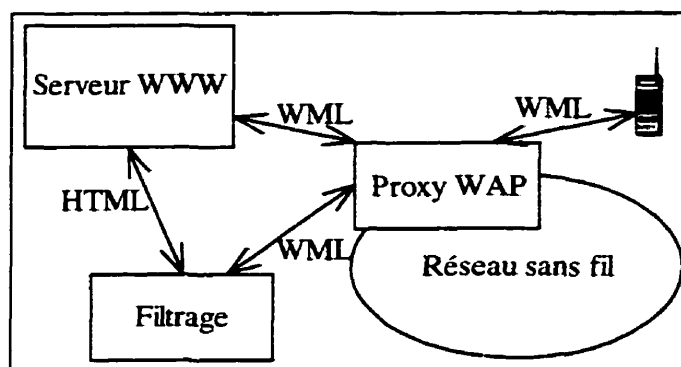 Serveur WWW
WML
WML
Proxy WAP
HTML
WML
Réseau sans fil
Filtrage